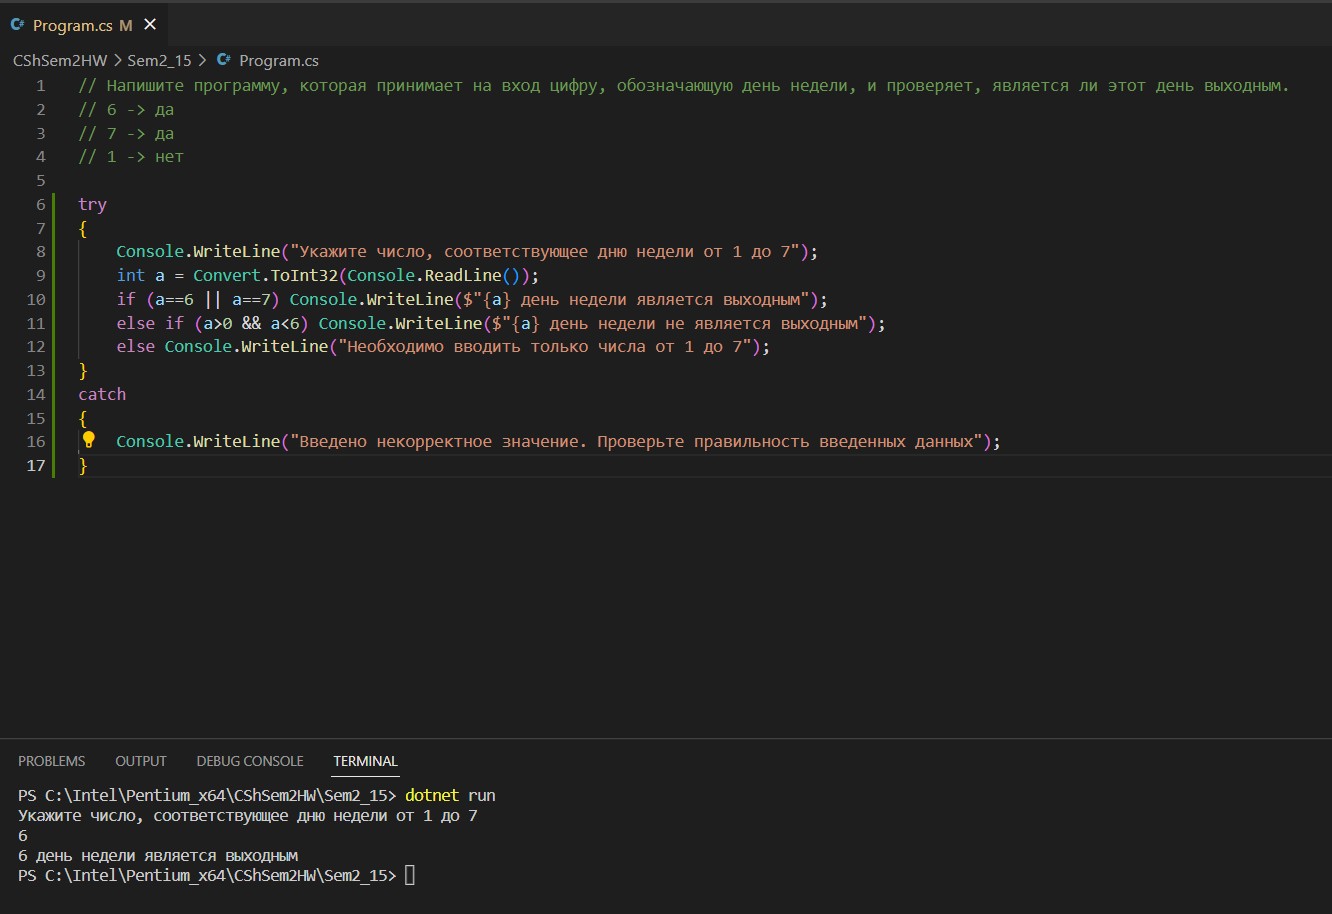 C# Program.cs M ✕
CShSem2HW > Sem2_15 > C# Program.cs
1 // Напишите программу, которая принимает на вход цифру, обозначающую день недели, и проверяет, является ли этот день выходным.
2 // 6 -> да
3 // 7 -> да
4 // 1 -> нет
5
6 try
7 {
8     Console.WriteLine("Укажите число, соответствующее дню недели от 1 до 7");
9     int a = Convert.ToInt32(Console.ReadLine());
10     if (a==6 || a==7) Console.WriteLine($"{a} день недели является выходным");
11     else if (a>0 && a<6) Console.WriteLine($"{a} день недели не является выходным");
12     else Console.WriteLine("Необходимо вводить только числа от 1 до 7");
13 }
14 catch
15 {
16     Console.WriteLine("Введено некорректное значение. Проверьте правильность введенных данных");
17 }
PROBLEMS OUTPUT DEBUG CONSOLE TERMINAL
PS C:\Intel\Pentium_x64\CShSem2HW\Sem2_15> dotnet run
Укажите число, соответствующее дню недели от 1 до 7
6
6 день недели является выходным
PS C:\Intel\Pentium_x64\CShSem2HW\Sem2_15>